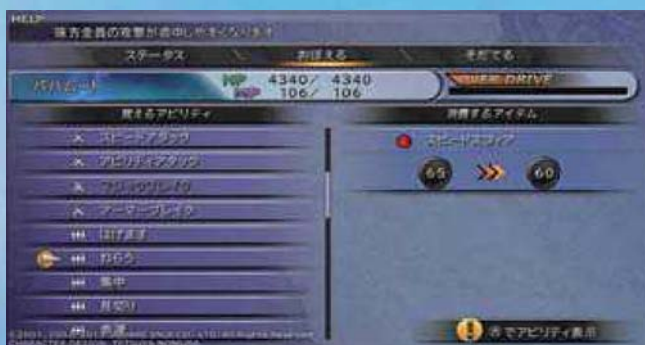 HELP
味方全員の攻撃が命中しやすくなります
ステータス おぼえる そだてる
バハムート HP 4340/ 4340
MP 106/ 106
OVER DRIVE
覚えるアビリティ 消費するアイテム
スピードアタック スピードスフィア
アビリティアタック
65 60
マジックブレイク
アーマーブレイク
はげます
ねらう
集中
見切り
でアビリティ表示